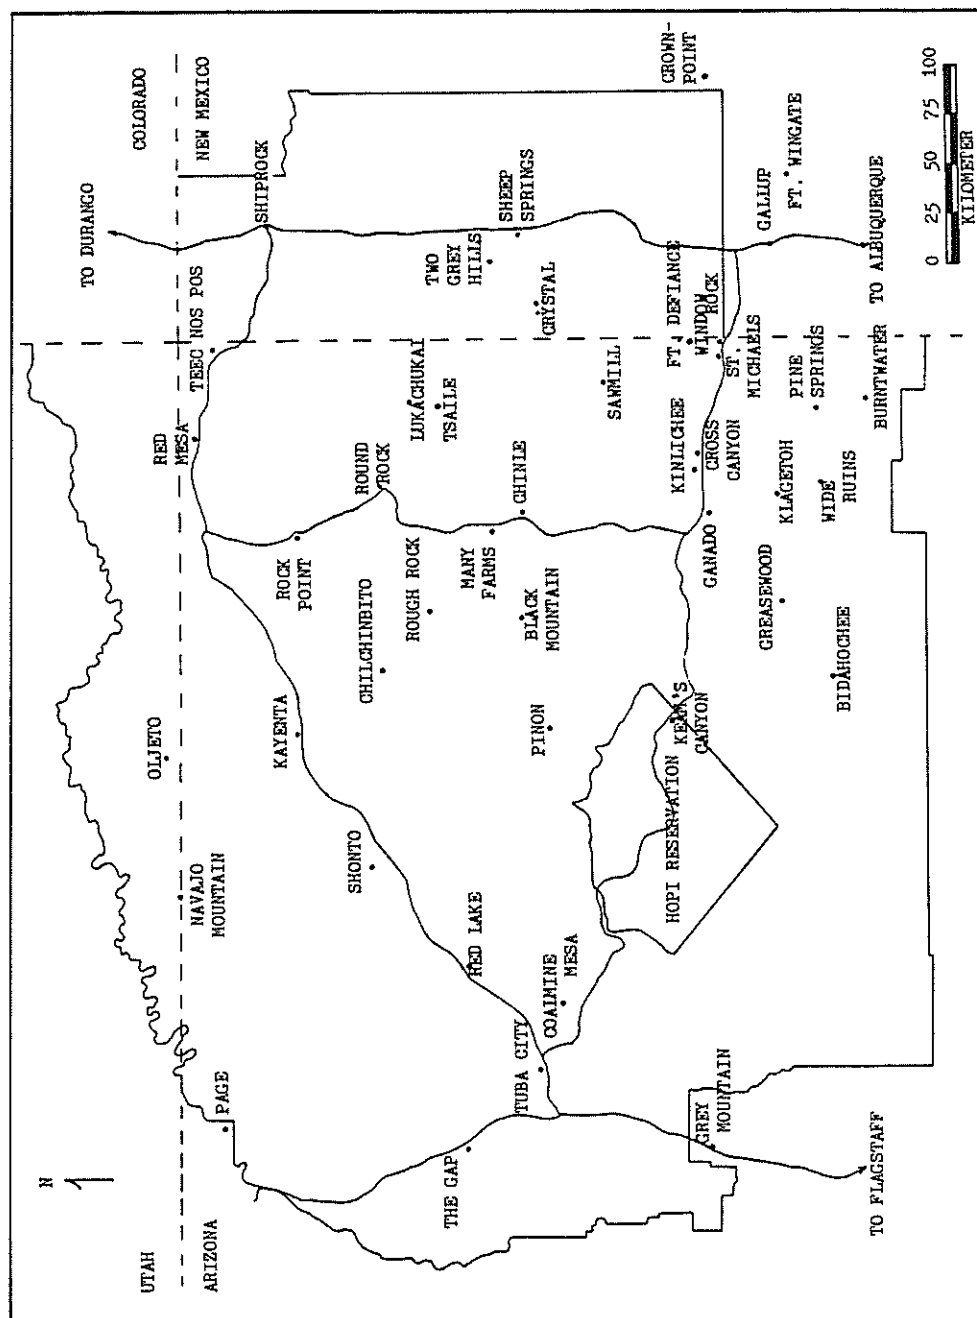 N
UTAH
ARIZONA
COLORADO
NEW MEXICO
TO DURANGO
PAGE
NAVAJO
MOUNTAIN
OLJETO
RED
MESA
TEEC NOS POS
SHIPROCK
KAYENTA
ROCK
POINT
ROUND
ROCK
SHONTO
CHILCHINBITO
ROUGH ROCK
LUKACHUKAI
TSAILE
TWO
GREY
HILLS
SHEEP
SPRINGS
THE GAP
RED LAKE
MANY
FARMS
CHINLE
CRYSTAL
TUBA CITY
COALMINE
MESA
PINON
BLACK
MOUNTAIN
SAWMILL
HOPI RESERVATION
KEAM'S
CANYON
KINLICHEE
CROSS
CANYON
FT. DEFIANCE
WINDOW
ROCK
ST.
MICHAELS
CROWN-
POINT
GREY
MOUNTAIN
GANADO
GREASEWOOD
KLAGETOH
PINE
SPRINGS
GALLUP
FT. WINGATE
BIDAHOCHEE
WIDE
RUINS
BURNTWATER
TO FLAGSTAFF
TO ALBUQUERQUE
0 25 50 75 100
KILOMETER